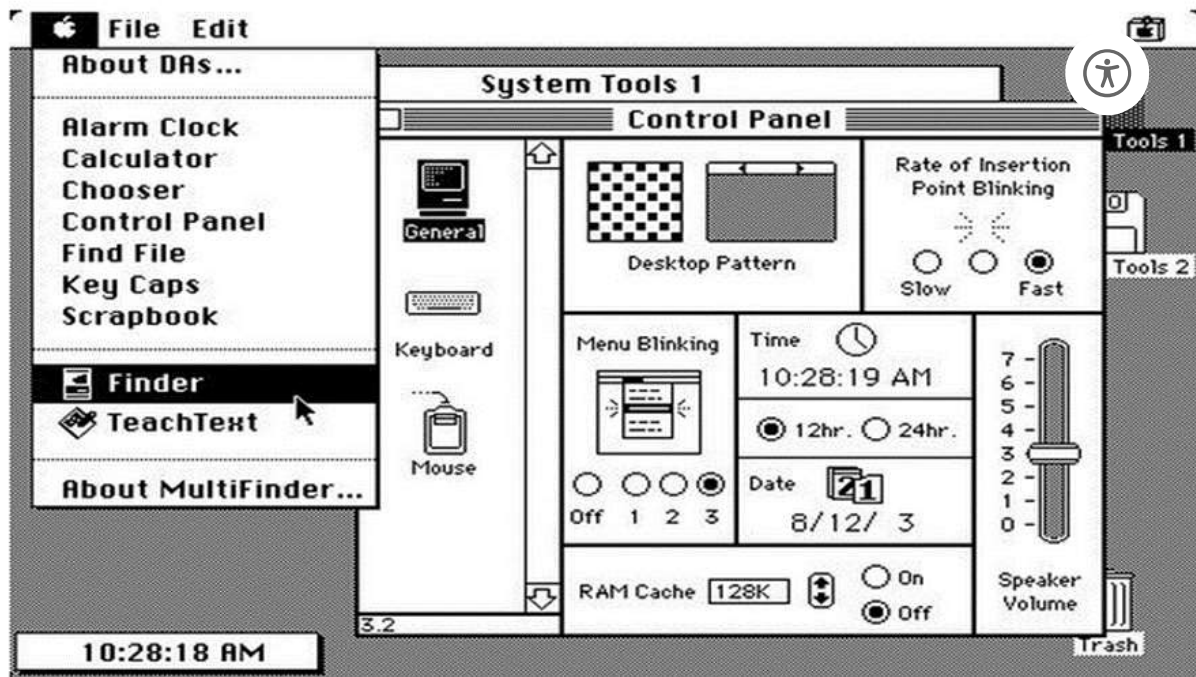 File Edit
About DAs...
Alarm Clock
Calculator
Chooser
Control Panel
Find File
Key Caps
Scrapbook
Finder
TeachText
About MultiFinder...
System Tools 1
Control Panel
General
Keyboard
Mouse
3.2
Desktop Pattern
Rate of Insertion
Point Blinking
Slow Fast
Menu Blinking
Off 1 2 3
Time
10:28:19 AM
12hr. 24hr.
Date
21
8/12/ 3
7
6
5
4
3
2
1
0
Speaker
Volume
RAM Cache 128K
On
Off
Tools 1
Tools 2
Trash
10:28:18 AM